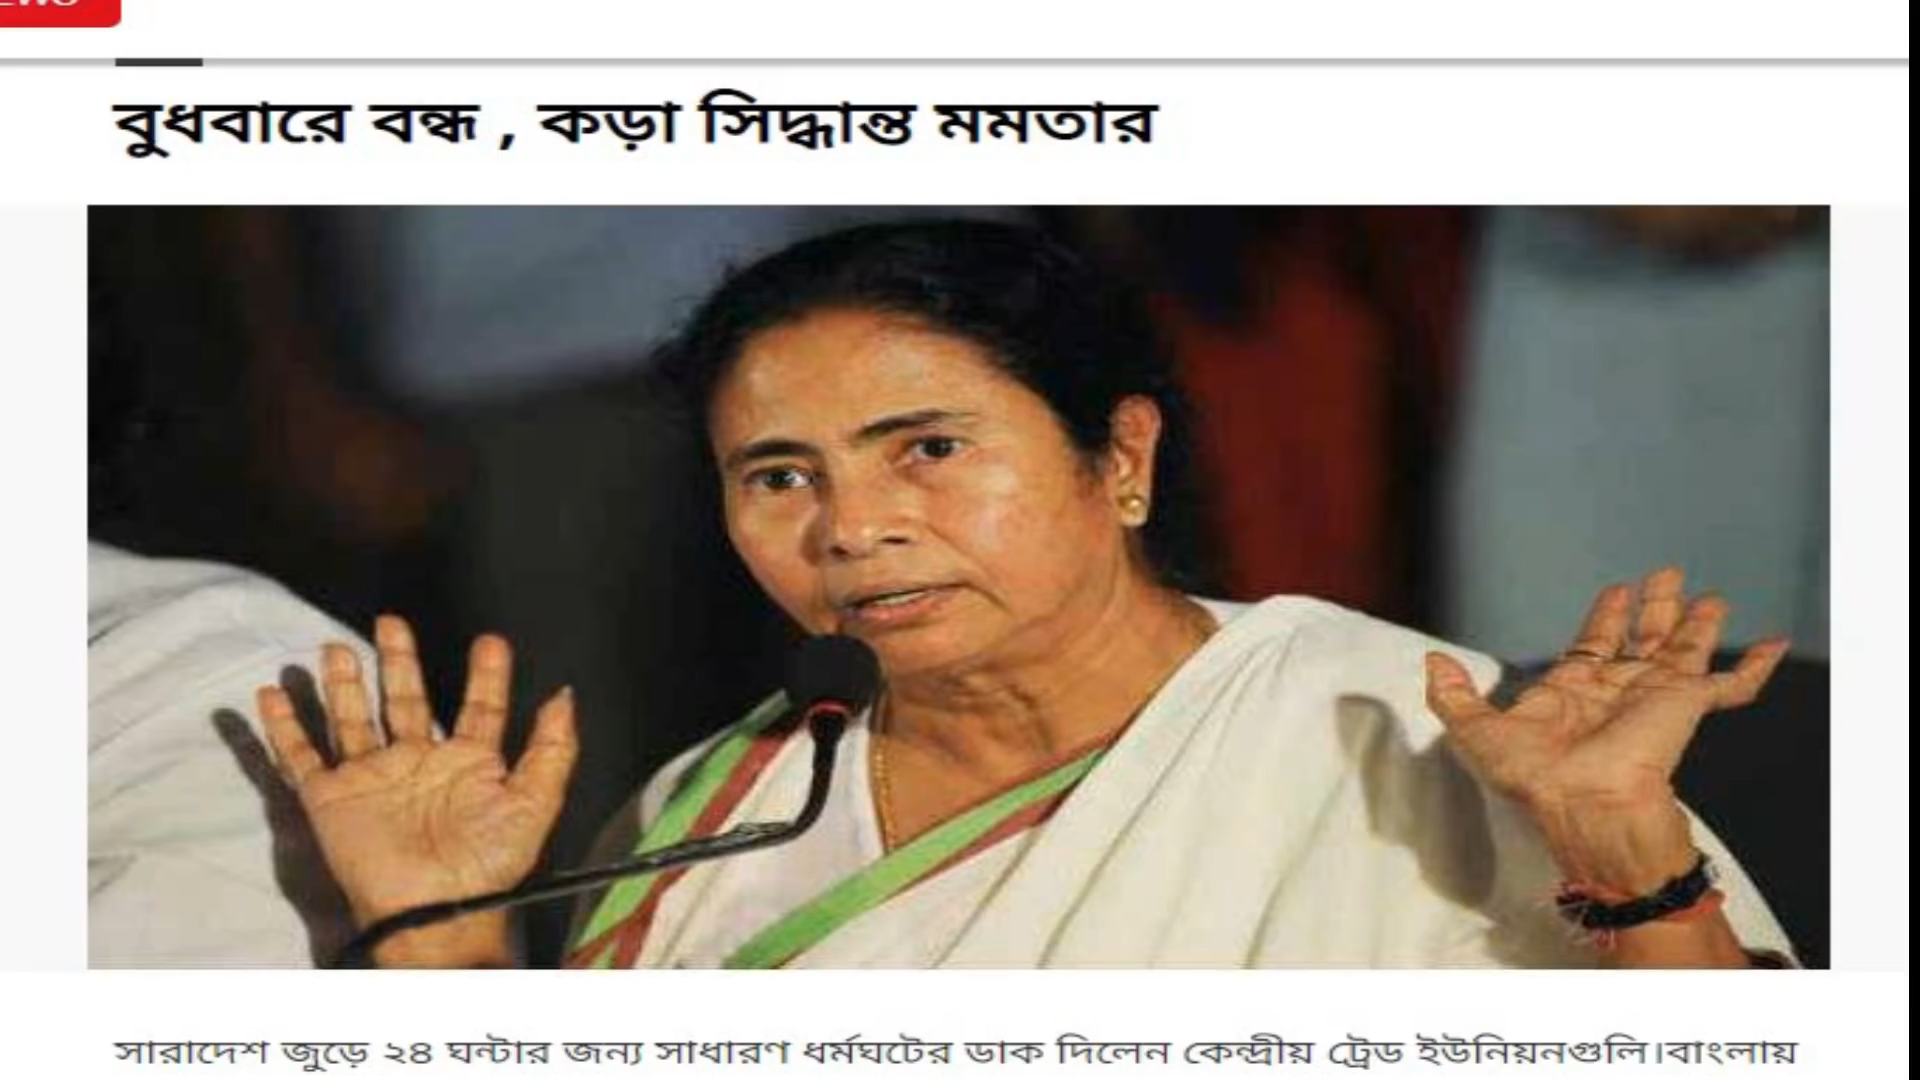 বুধবারে বন্ধ , কড়া সিদ্ধান্ত মমতার
সারাদেশ জুড়ে ২৪ ঘন্টার জন্য সাধারণ ধর্মঘটের ডাক দিলেন কেন্দ্রীয় ট্রেড ইউনিয়নগুলি।বাংলায়